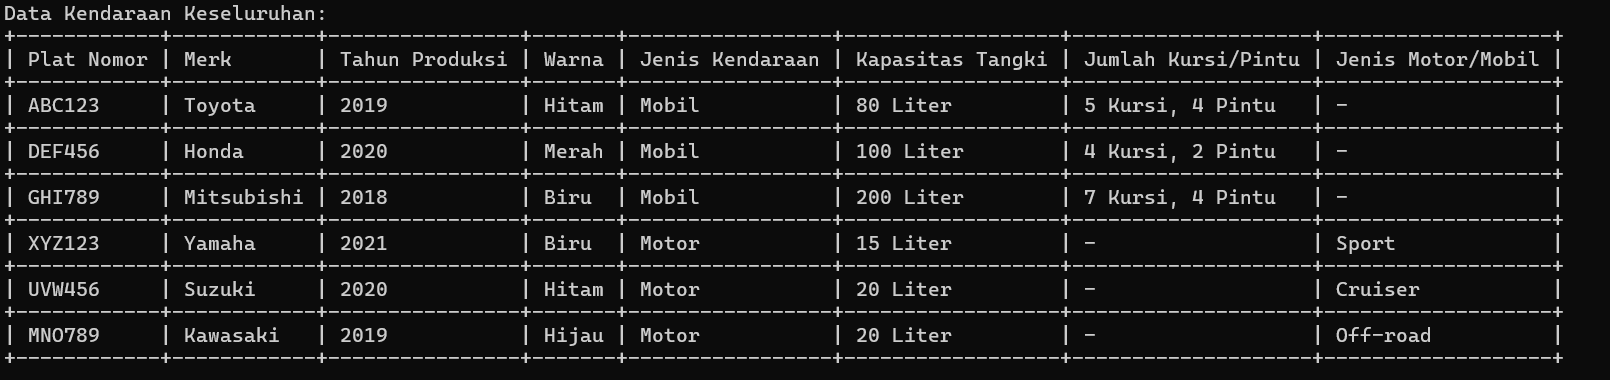 Data Kendaraan Keseluruhan:
+------------+------------+----------------+-------+-----------------+------------------+--------------------+-------------------+
| Plat Nomor | Merk       | Tahun Produksi | Warna | Jenis Kendaraan | Kapasitas Tangki | Jumlah Kursi/Pintu | Jenis Motor/Mobil |
+------------+------------+----------------+-------+-----------------+------------------+--------------------+-------------------+
| ABC123     | Toyota     | 2019           | Hitam | Mobil           | 80 Liter         | 5 Kursi, 4 Pintu   | -                 |
+------------+------------+----------------+-------+-----------------+------------------+--------------------+-------------------+
| DEF456     | Honda      | 2020           | Merah | Mobil           | 100 Liter        | 4 Kursi, 2 Pintu   | -                 |
+------------+------------+----------------+-------+-----------------+------------------+--------------------+-------------------+
| GHI789     | Mitsubishi | 2018           | Biru  | Mobil           | 200 Liter        | 7 Kursi, 4 Pintu   | -                 |
+------------+------------+----------------+-------+-----------------+------------------+--------------------+-------------------+
| XYZ123     | Yamaha     | 2021           | Biru  | Motor           | 15 Liter         | -                  | Sport             |
+------------+------------+----------------+-------+-----------------+------------------+--------------------+-------------------+
| UVW456     | Suzuki     | 2020           | Hitam | Motor           | 20 Liter         | -                  | Cruiser           |
+------------+------------+----------------+-------+-----------------+------------------+--------------------+-------------------+
| MNO789     | Kawasaki   | 2019           | Hijau | Motor           | 20 Liter         | -                  | Off-road          |
+------------+------------+----------------+-------+-----------------+------------------+--------------------+-------------------+